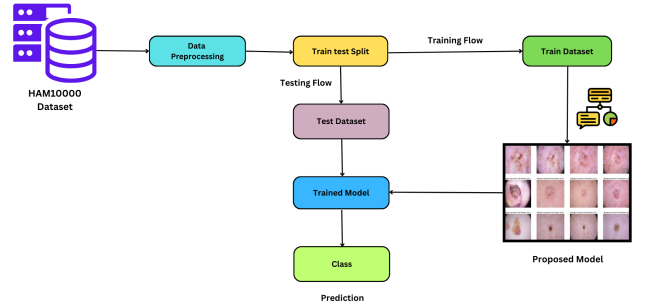 HAM10000
Dataset
Data
Preprocessing
Train test Split
Training Flow
Train Dataset
Testing Flow
Test Dataset
Trained Model
Class
Prediction
Proposed Model